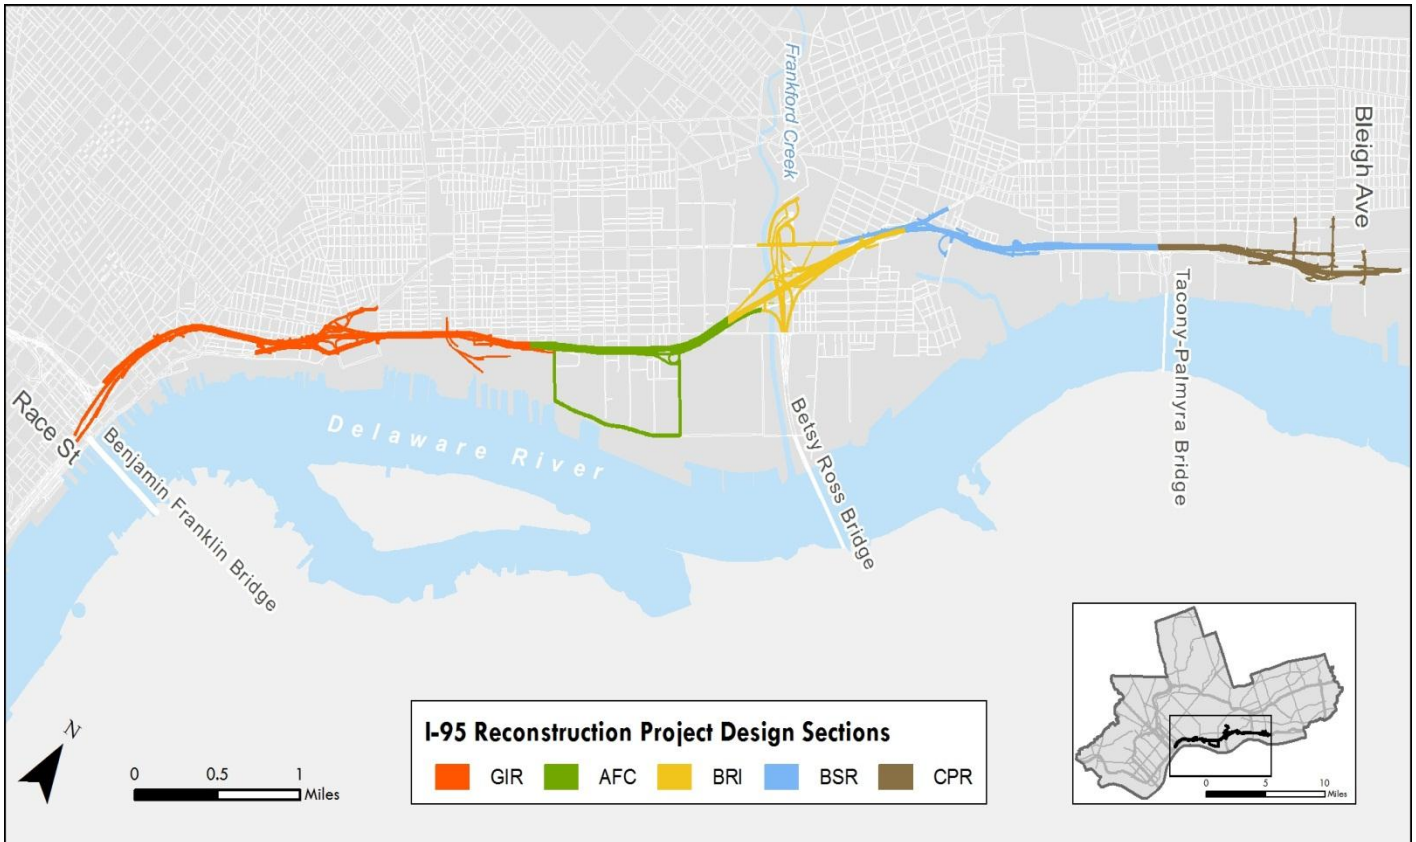 Frankford Creek
Bleigh Ave
Race St
Benjamin Franklin Bridge
Delaware River
Betsy Ross Bridge
Tacony-Palmyra Bridge
N
0 0.5 1
Miles
I-95 Reconstruction Project Design Sections
GIR AFC BRI BSR CPR
0 5 10
Miles